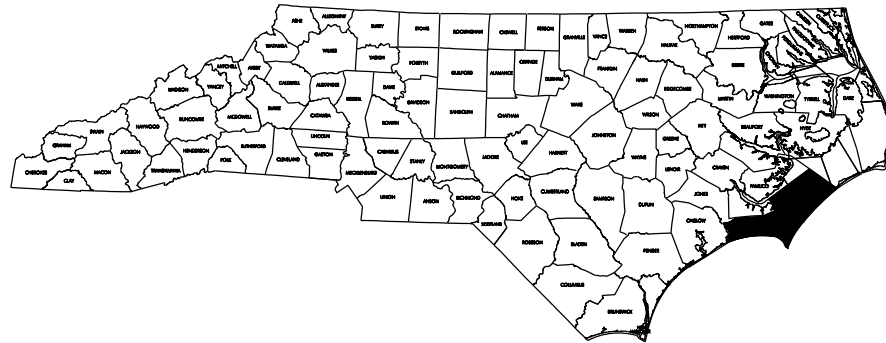 ASHE
ALLEGHANY
SURRY
STOKES
ROCKINGHAM
CASWELL
PERSON
GRANVILLE
VANCE
WARREN
NORTHAMPTON
GATES
HERTFORD
HALIFAX
WATAUGA
WILKES
YADKIN
FORSYTH
GUILFORD
ALAMANCE
ORANGE
DURHAM
FRANKLIN
NASH
EDGECOMBE
BERTIE
MITCHELL
AVERY
CALDWELL
ALEXANDER
IREDELL
DAVIE
DAVIDSON
RANDOLPH
CHATHAM
WAKE
MARTIN
WASHINGTON
TYRRELL
DARE
MADISON
YANCEY
BURKE
CATAWBA
ROWAN
WILSON
PITT
BEAUFORT
HYDE
BUNCOMBE
MCDOWELL
LINCOLN
HAYWOOD
SWAIN
GRAHAM
JACKSON
HENDERSON
RUTHERFORD
POLK
CLEVELAND
GASTON
MECKLENBURG
CABARRUS
STANLY
MONTGOMERY
MOORE
LEE
HARNETT
JOHNSTON
WAYNE
GREENE
LENOIR
CRAVEN
PAMLICO
CHEROKEE
CLAY
MACON
TRANSYLVANIA
UNION
ANSON
RICHMOND
SCOTLAND
HOKE
CUMBERLAND
SAMPSON
DUPLIN
JONES
ONSLOW
ROBESON
BLADEN
PENDER
COLUMBUS
BRUNSWICK